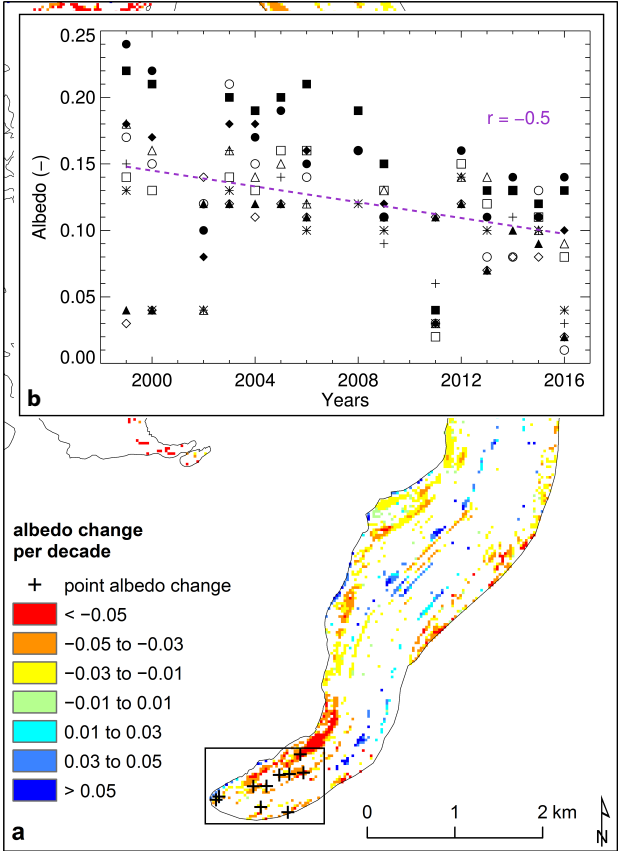 0.25
0.20
0.15
0.10
0.05
0.00
Albedo (−)
r = −0.5
2000 2004 2008 2012 2016
Years
b
albedo change
per decade
+ point albedo change
< −0.05
−0.05 to −0.03
−0.03 to −0.01
−0.01 to 0.01
0.01 to 0.03
0.03 to 0.05
> 0.05
0 1 2 km
N
a